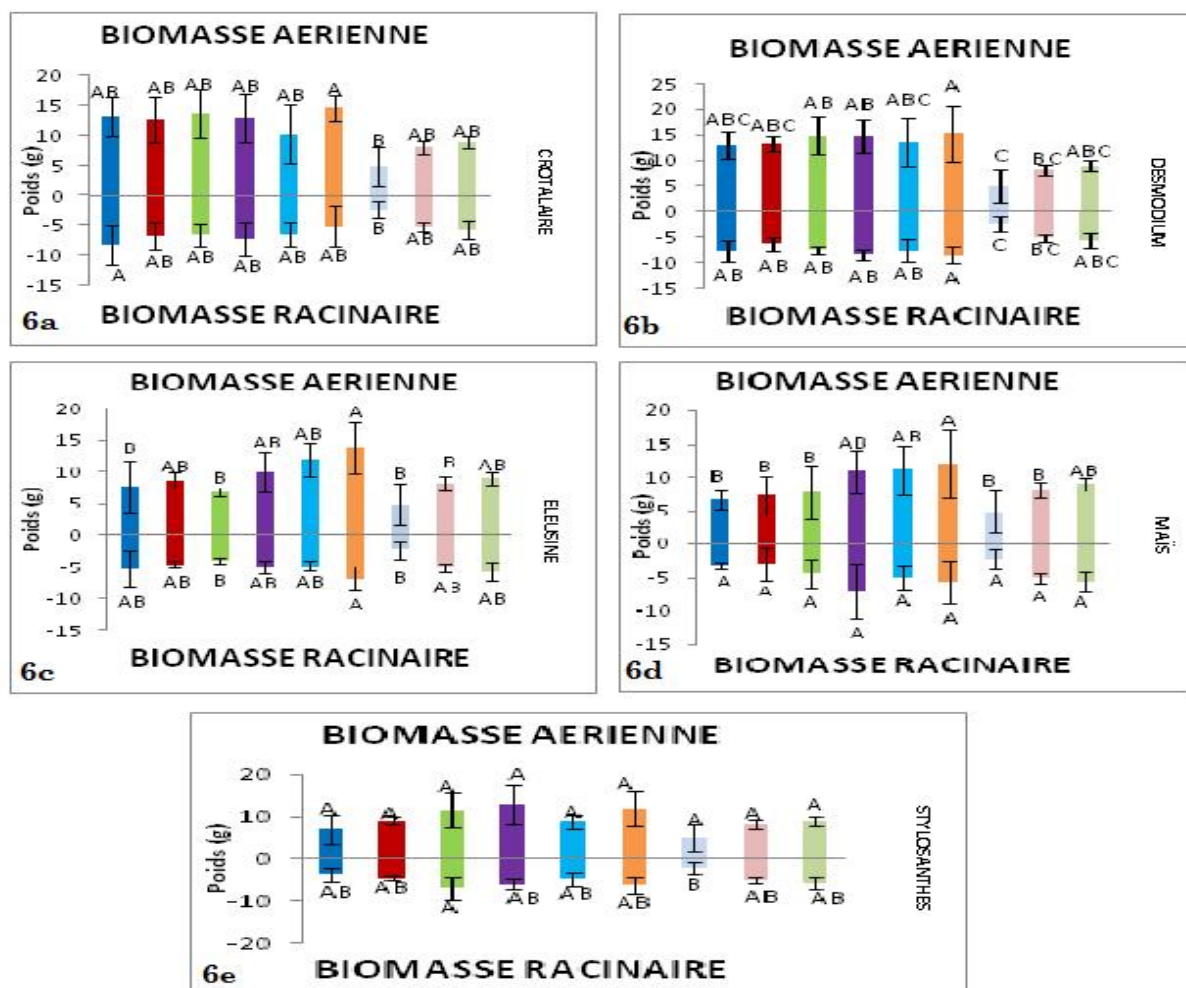 BIOMASSE AERIENNE
20
15
10
5
0
-5
-10
-15
Poids (g)
AB AB AB AB AB A B AB AB
A AB AB AB AB AB B AB AB
CROTALAIRE
BIOMASSE RACINAIRE
6a
BIOMASSE AERIENNE
25
20
15
10
5
0
-5
-10
-15
Poids (g)
ABC ABC AB AB ABC A C BC ABC
AB AB AB AB AB A C BC ABC
DESMODIUM
BIOMASSE RACINAIRE
6b
BIOMASSE AERIENNE
20
15
10
5
0
-5
-10
-15
Poids (g)
B AB B AB AB A B B AB
AB AB B AB AB A B AB AB
ELEUSINE
BIOMASSE RACINAIRE
6c
BIOMASSE AERIENNE
20
15
10
5
0
-5
-10
-15
Poids (g)
B B B AB AB A B B AB
A A A A A A A A A
MAÏS
BIOMASSE RACINAIRE
6d
BIOMASSE AERIENNE
20
10
0
-10
-20
Poids (g)
A A A A A A A A A
AB AB A AB AB AB B AB AB
STYLOSANTHES
BIOMASSE RACINAIRE
6e